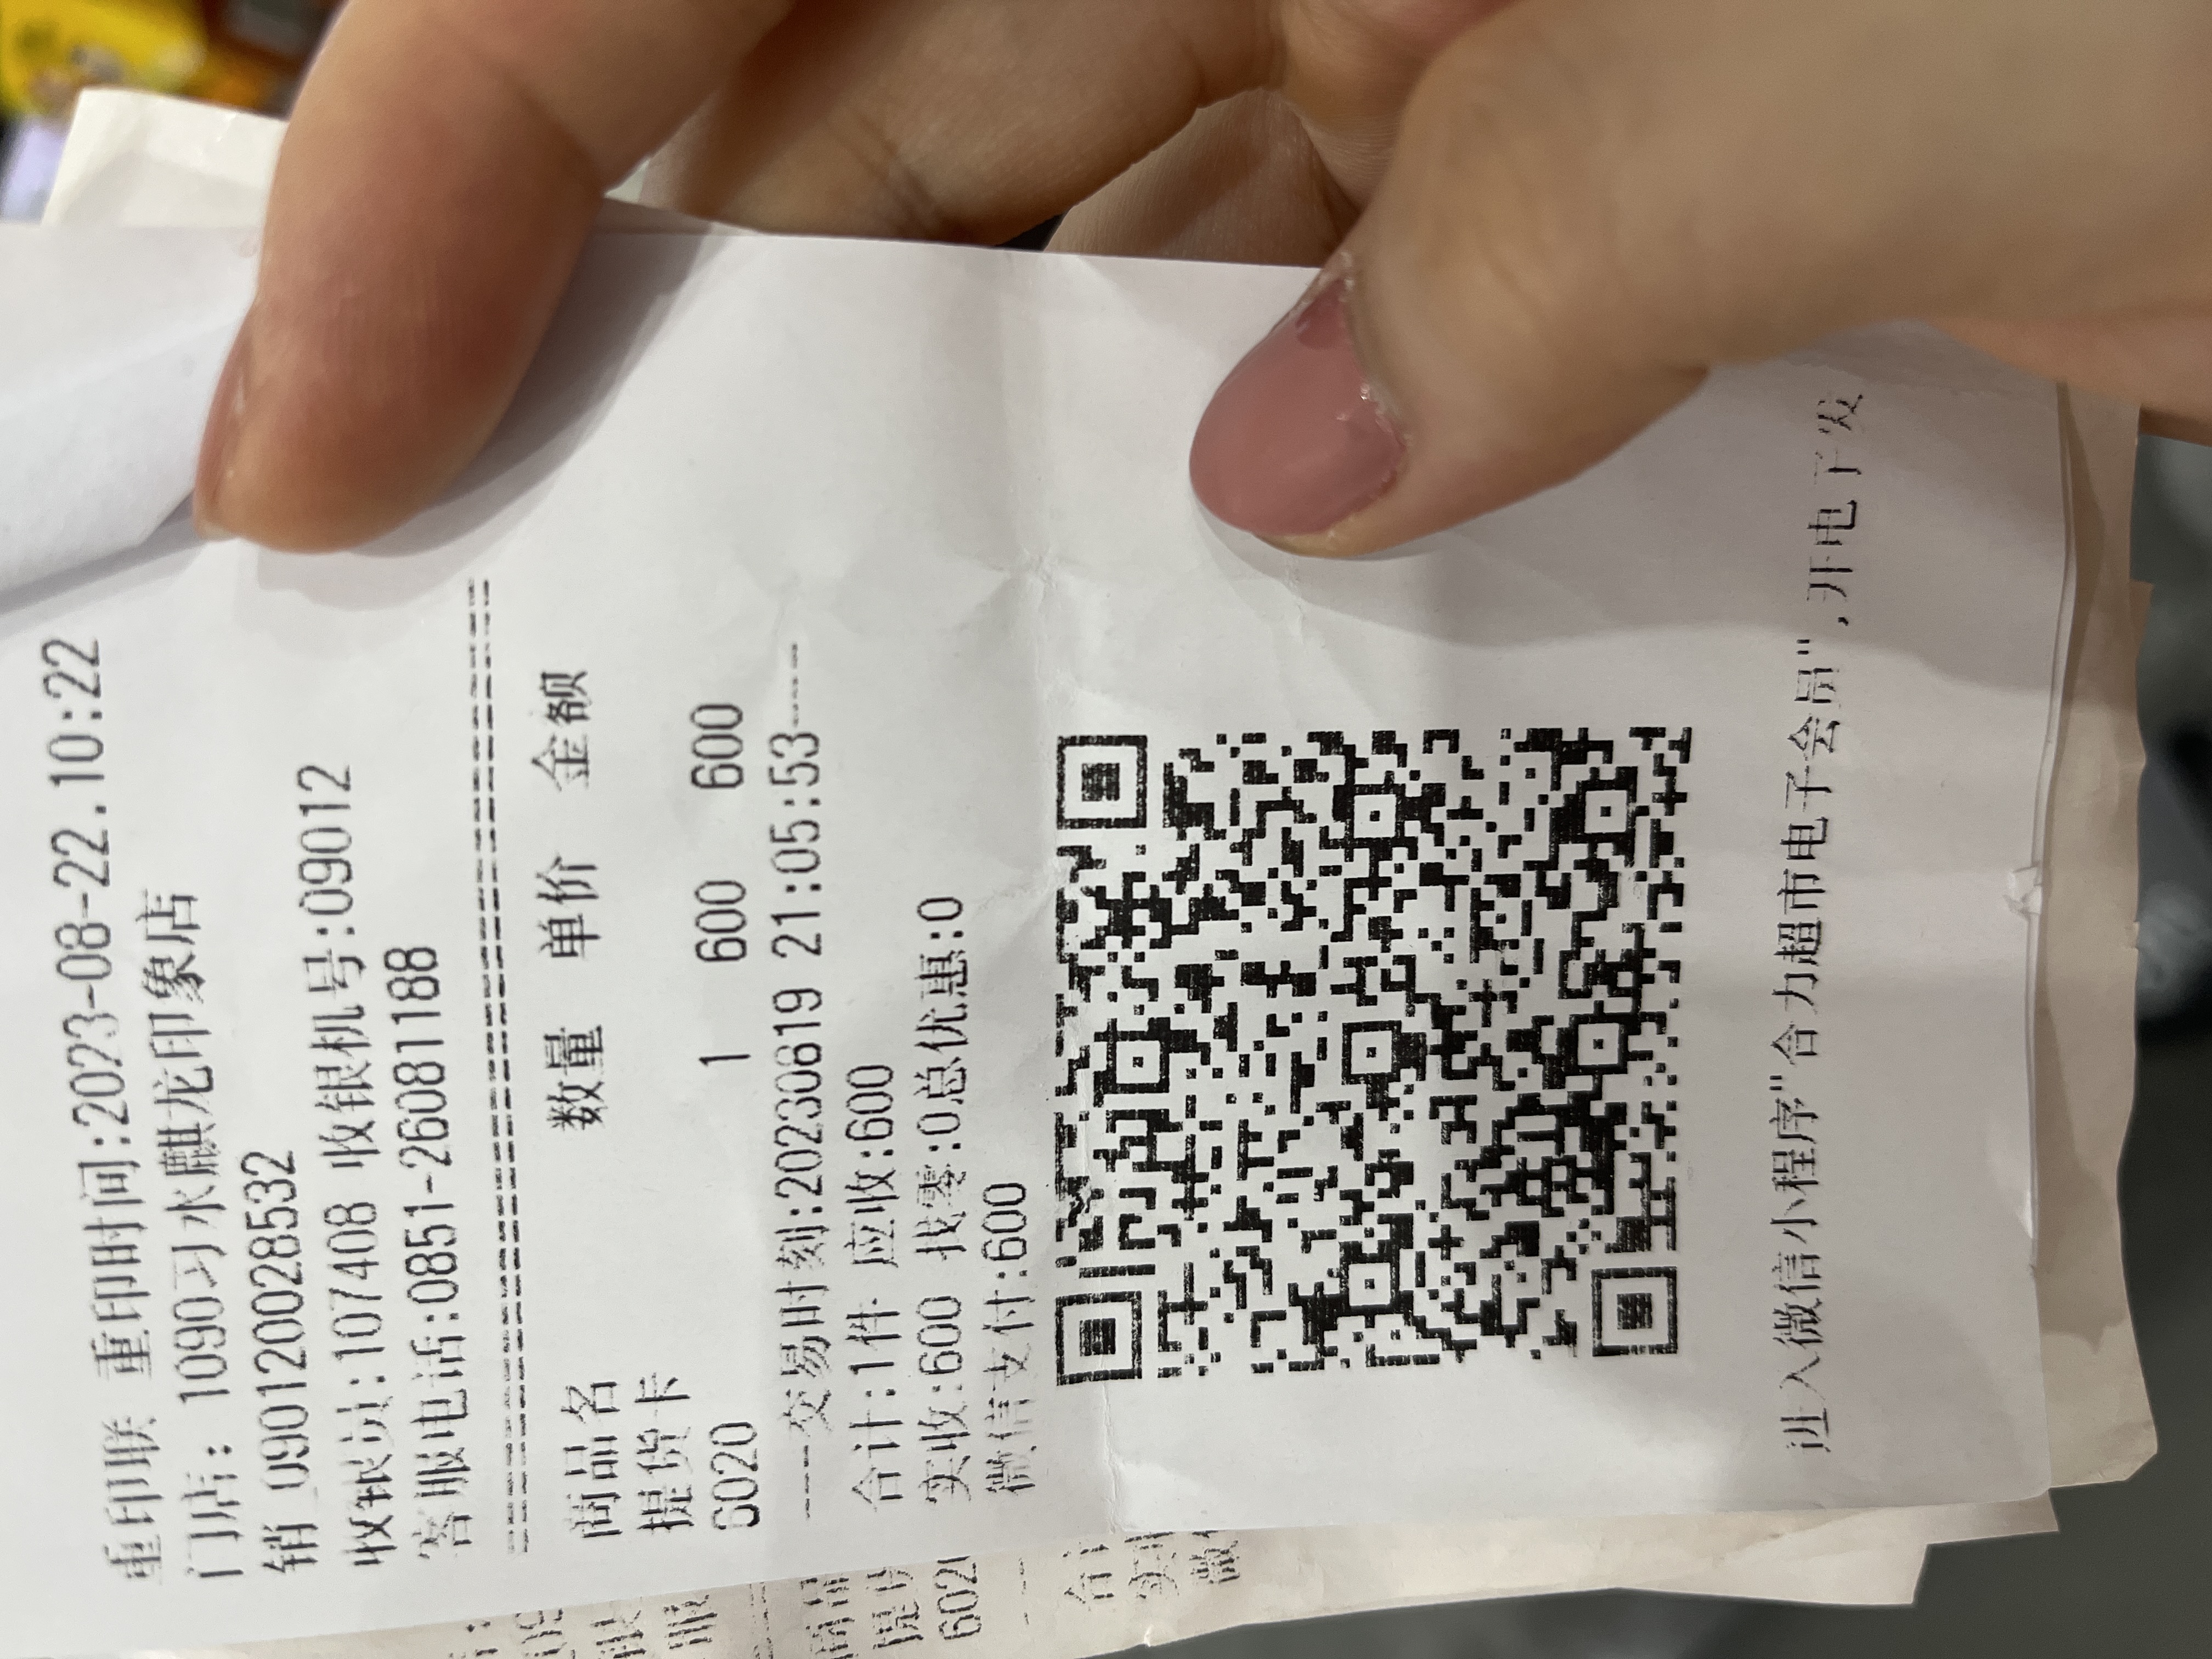 重印联 重印时间:2023-08-22.10:22
门店: 1090习水麒龙印象店
销 090120028532
收银员:107408 收银机号:09012
客服电话:0851-26081188
================================
商品名 数量 单价 金额
提货卡
6020 1 600 600
----交易时刻:20230819 21:05:53----
合计:1件 应收:600
实收:600 找零:0总优惠:0
微信支付:600
进入微信小程序"合力超市电子会员",开电子发
6020